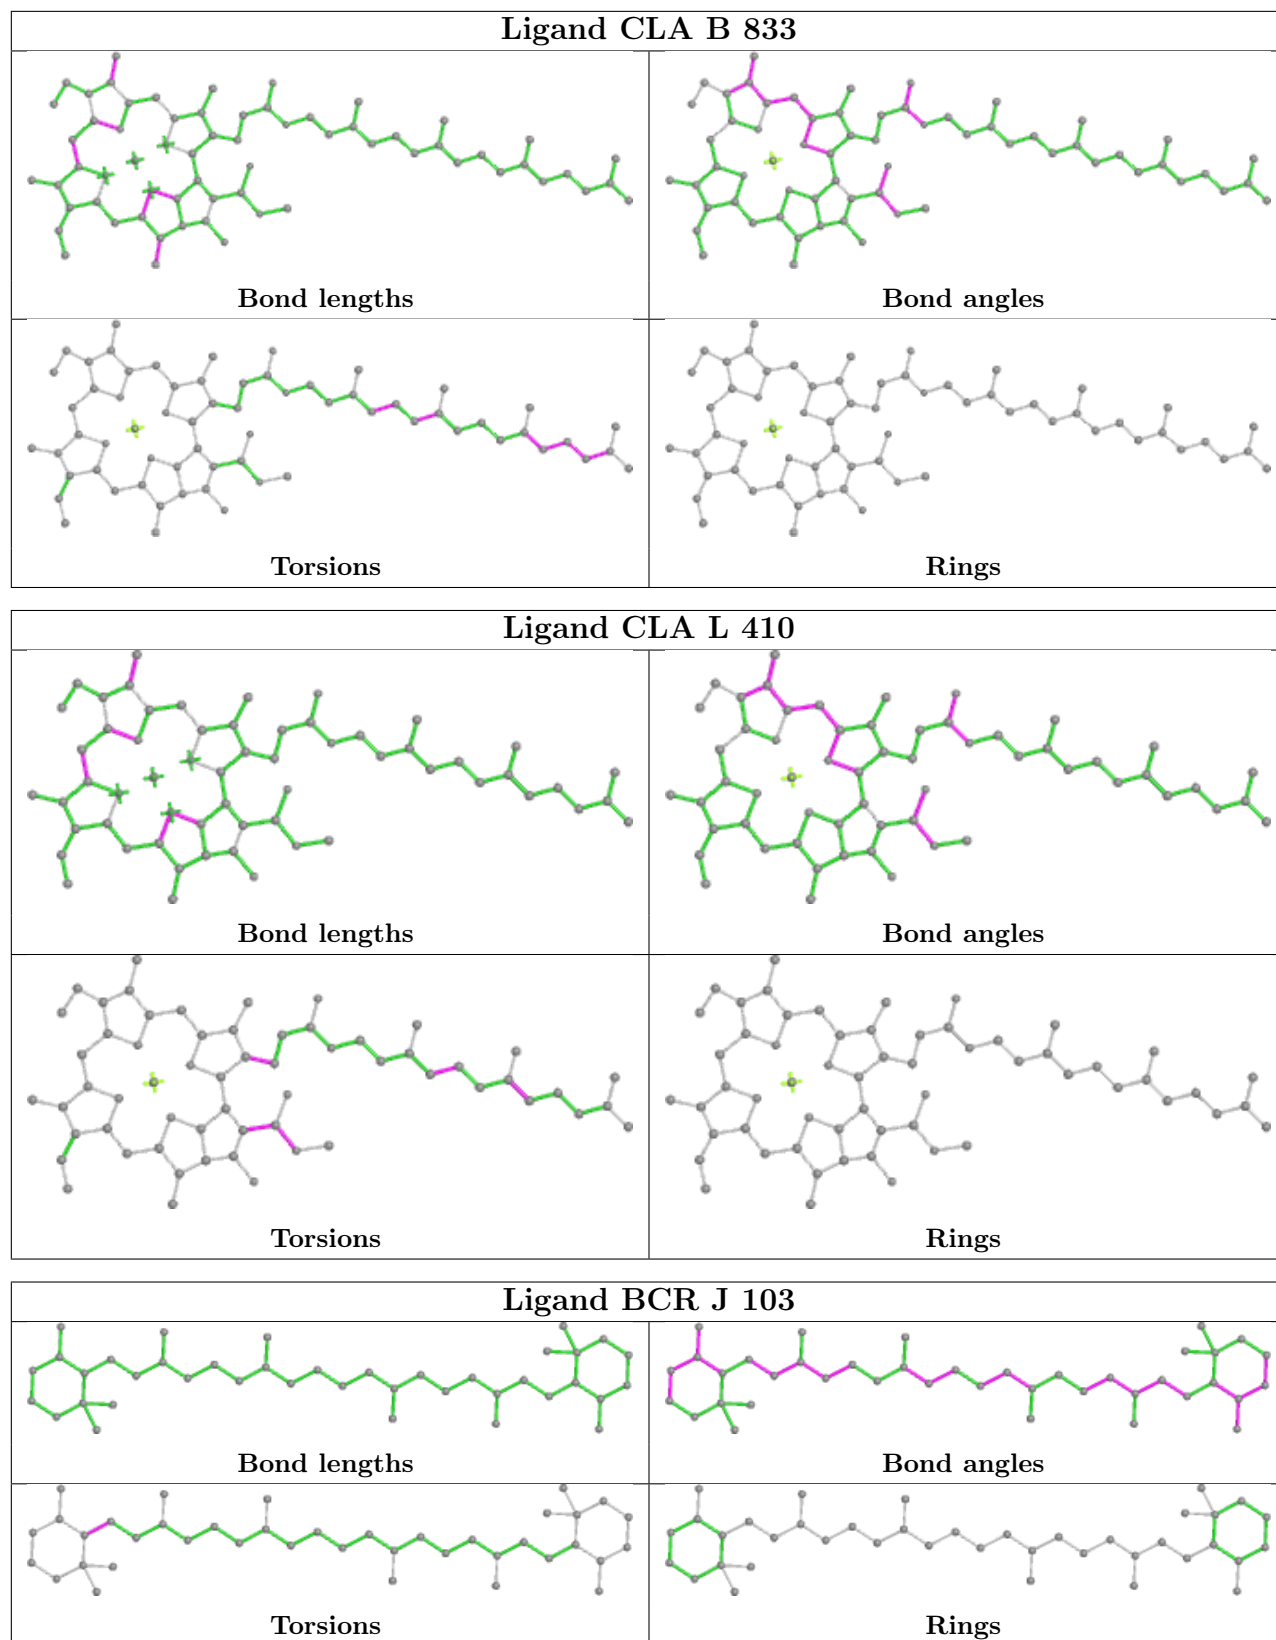 Ligand CLA B 833
Bond lengths
Bond angles
Torsions
Rings
Ligand CLA L 410
Bond lengths
Bond angles
Torsions
Rings
Ligand BCR J 103
Bond lengths
Bond angles
Torsions
Rings